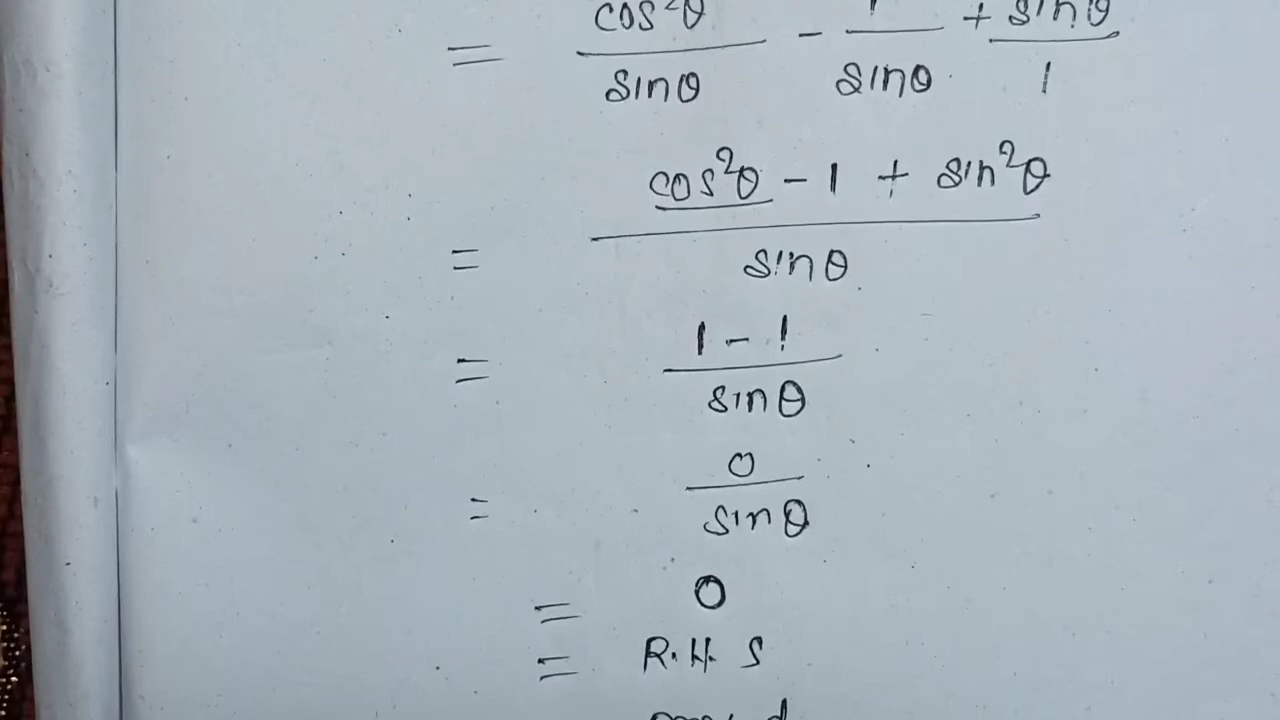 = cos²θ/sinθ - 1/sinθ + sinθ/1
= cos²θ - 1 + sin²θ / sinθ
= 1 - 1 / sinθ
= 0 / sinθ
= 0
= R.H.S